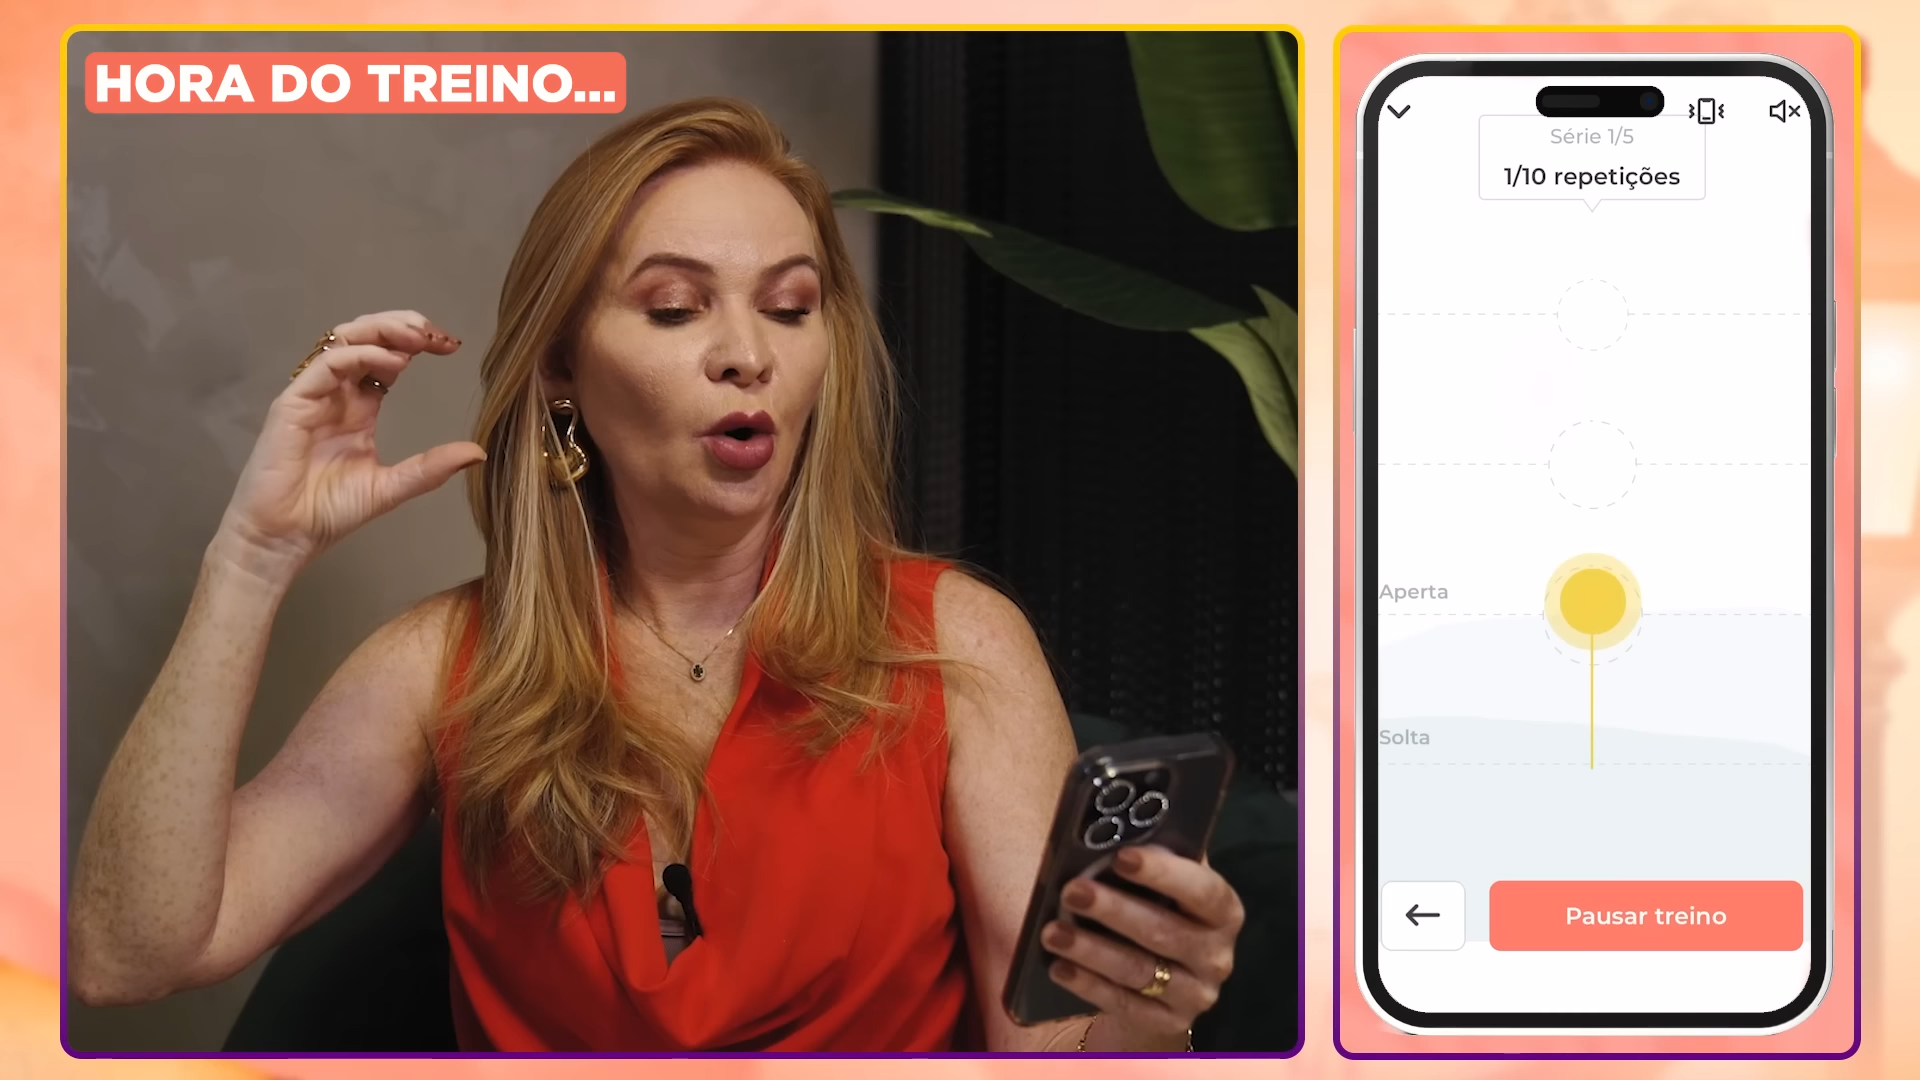 HORA DO TREINO...
Série 1/5
1/10 repetições
Aperta
Solta
Pausar treino